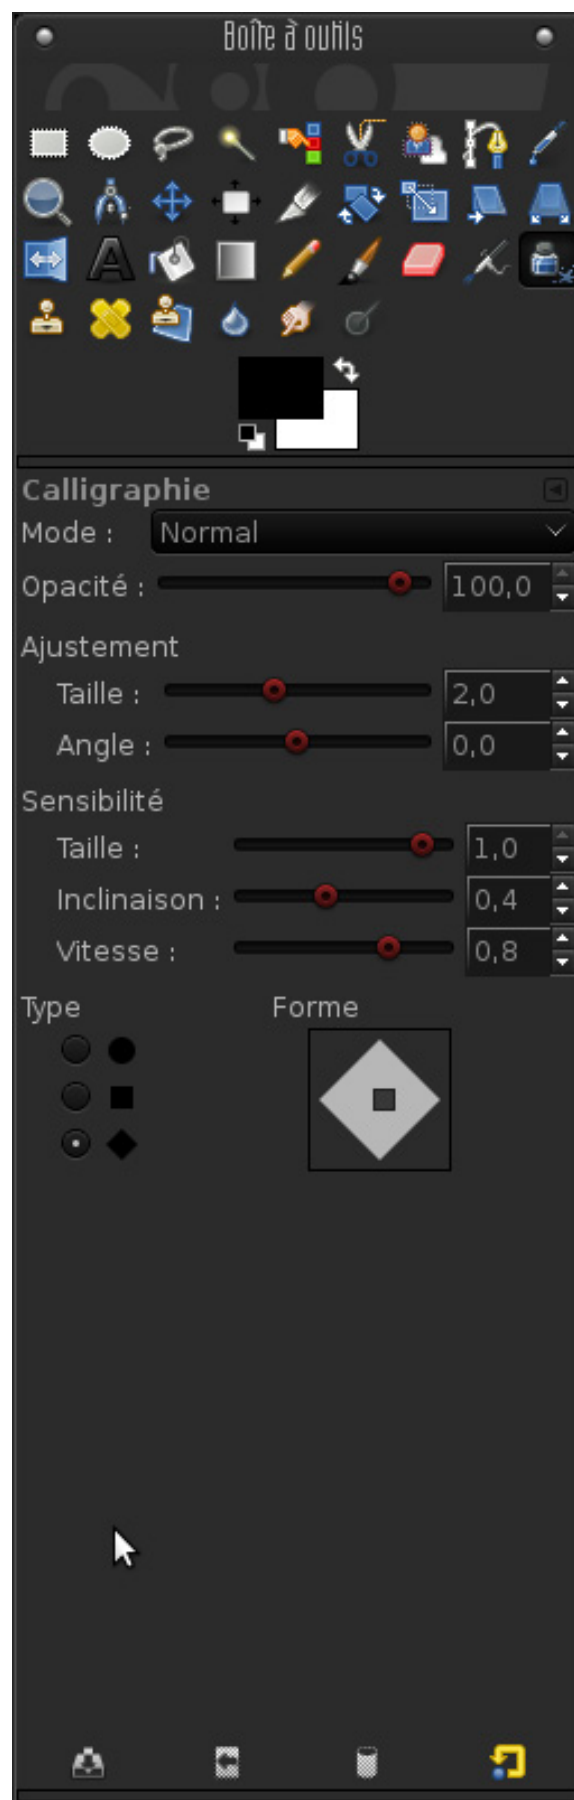 Boîte à outils
Calligraphie
Mode : Normal
Opacité : 100,0
Ajustement
Taille : 2,0
Angle : 0,0
Sensibilité
Taille : 1,0
Inclinaison : 0,4
Vitesse : 0,8
Type Forme